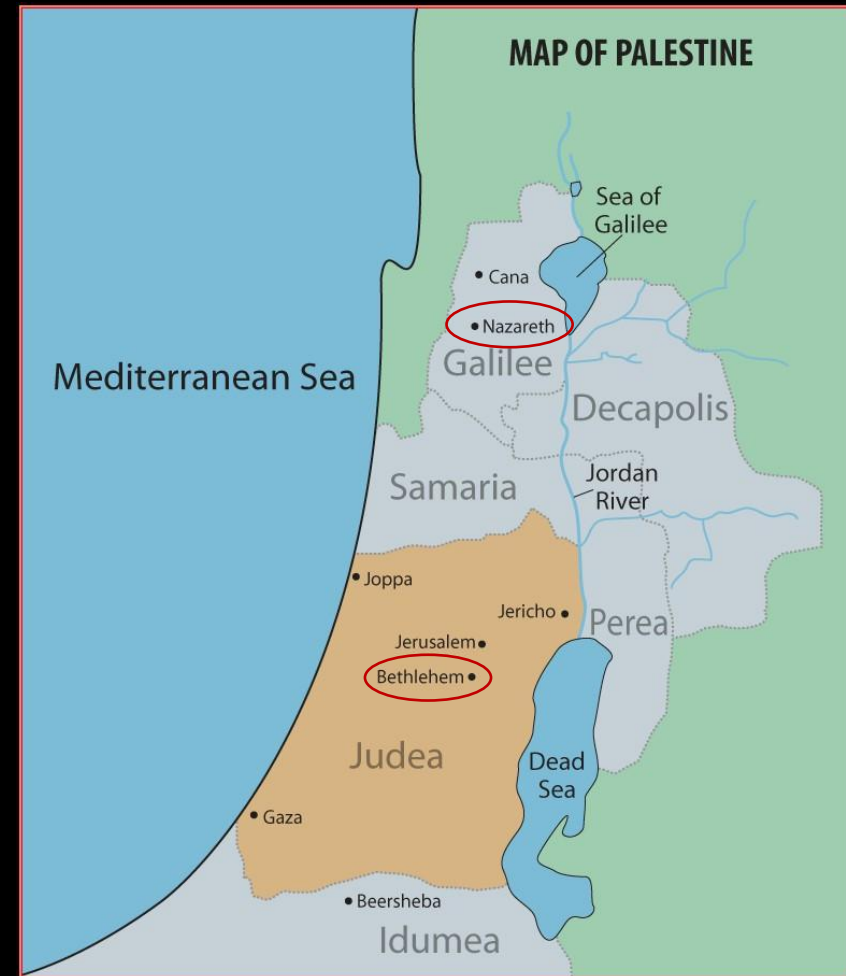 MAP OF PALESTINE
Sea of
Galilee
Cana
Nazareth
Galilee
Mediterranean Sea
Decapolis
Jordan
River
Samaria
Joppa
Jericho
Perea
Jerusalem
Bethlehem
Judea
Dead
Sea
Gaza
Beersheba
Idumea